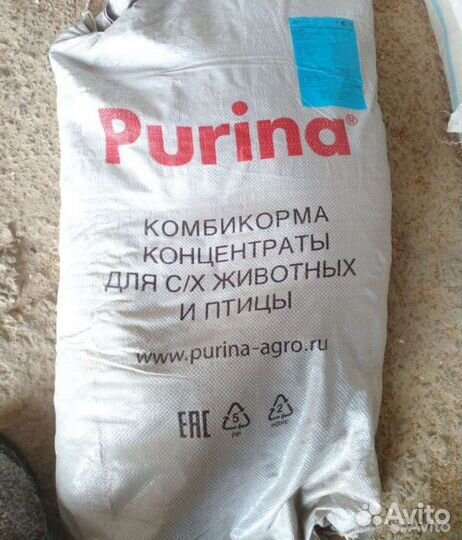 Purina®
КОМБИКОРМА
КОНЦЕНТРАТЫ
ДЛЯ С/Х ЖИВОТНЫХ
И ПТИЦЫ
www.purina-agro.ru
EAC
5
PP
2
HDPE
Avito